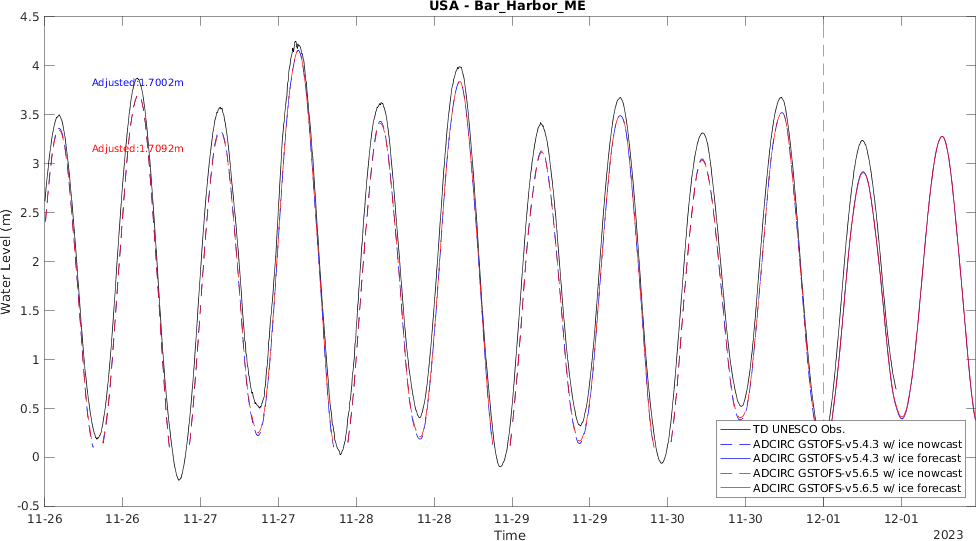 USA - Bar_Harbor_ME
4.5
4
3.5
3
2.5
2
1.5
1
0.5
0
-0.5
Water Level (m)
Adjusted:1.7002m
Adjusted:1.7092m
TD UNESCO Obs.
ADCIRC GSTOFS-v5.4.3 w/ ice nowcast
ADCIRC GSTOFS-v5.4.3 w/ ice forecast
ADCIRC GSTOFS-v5.6.5 w/ ice nowcast
ADCIRC GSTOFS-v5.6.5 w/ ice forecast
11-26 11-26 11-27 11-27 11-28 11-28 11-29 11-29 11-30 11-30 12-01 12-01
Time
2023